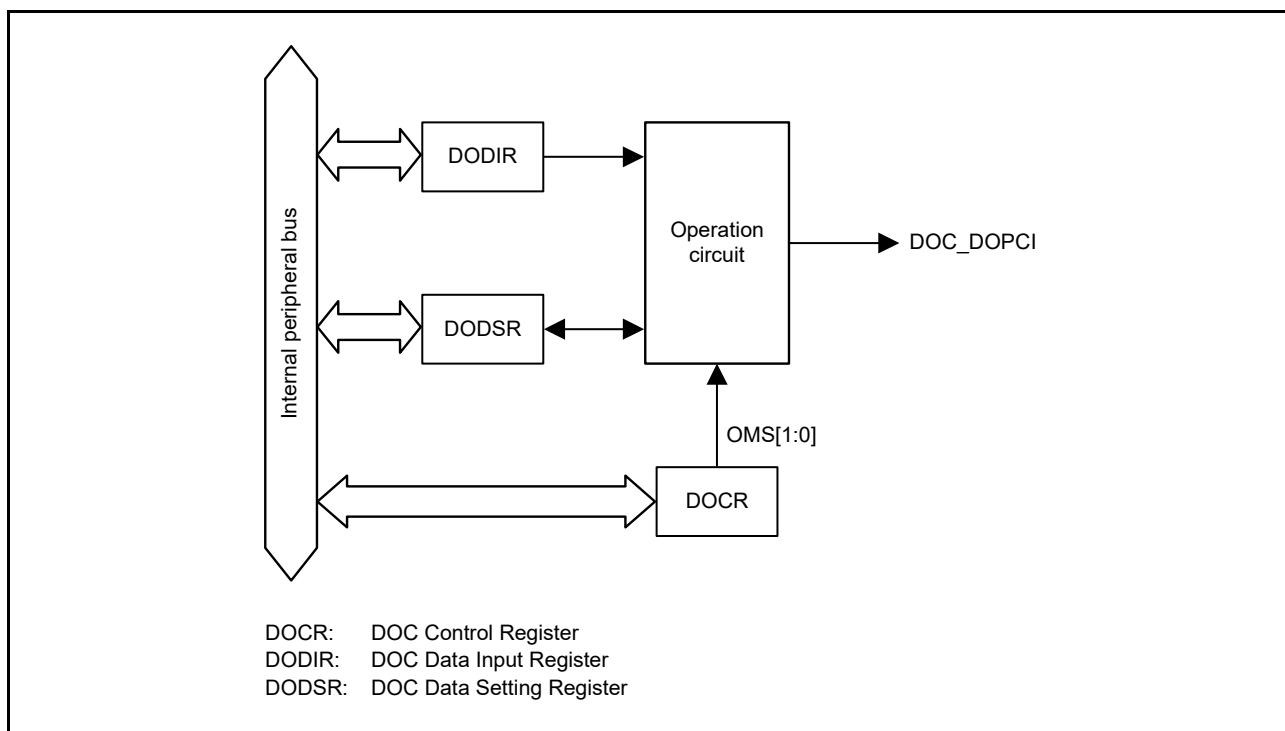 Internal peripheral bus
DODIR
Operation
circuit
DOC_DOPCI
DODSR
OMS[1:0]
DOCR
DOCR: DOC Control Register
DODIR: DOC Data Input Register
DODSR: DOC Data Setting Register